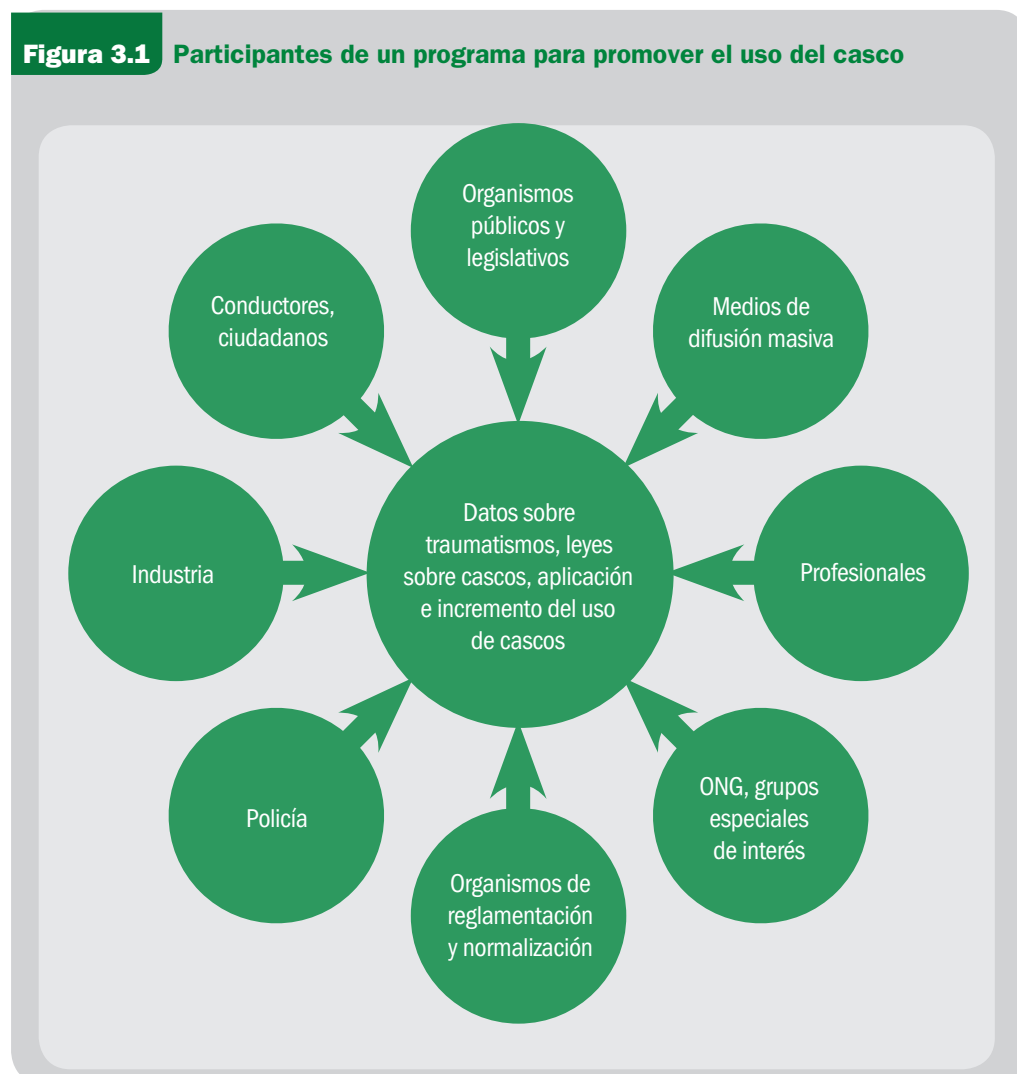 Figura 3.1 Participantes de un programa para promover el uso del casco
Organismos
públicos y
legislativos
Conductores,
ciudadanos
Medios de
difusión masiva
Datos sobre
traumatismos, leyes
sobre cascos, aplicación
e incremento del uso
de cascos
Industria
Profesionales
Policía
ONG, grupos
especiales
de interés
Organismos de
reglamentación
y normalización